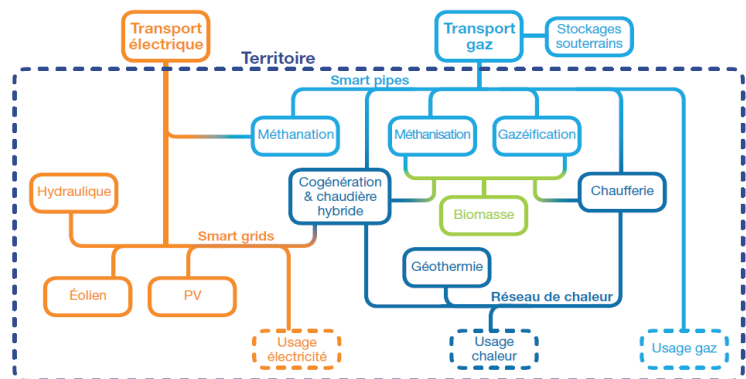 Transport
électrique
Transport
gaz
Stockages
souterrains
Territoire
Smart pipes
Méthanation
Méthanisation
Gazéification
Hydraulique
Cogénération
& chaudière
hybride
Biomasse
Chaufferie
Smart grids
Géothermie
Éolien
PV
Réseau de chaleur
Usage
électricité
Usage
chaleur
Usage gaz